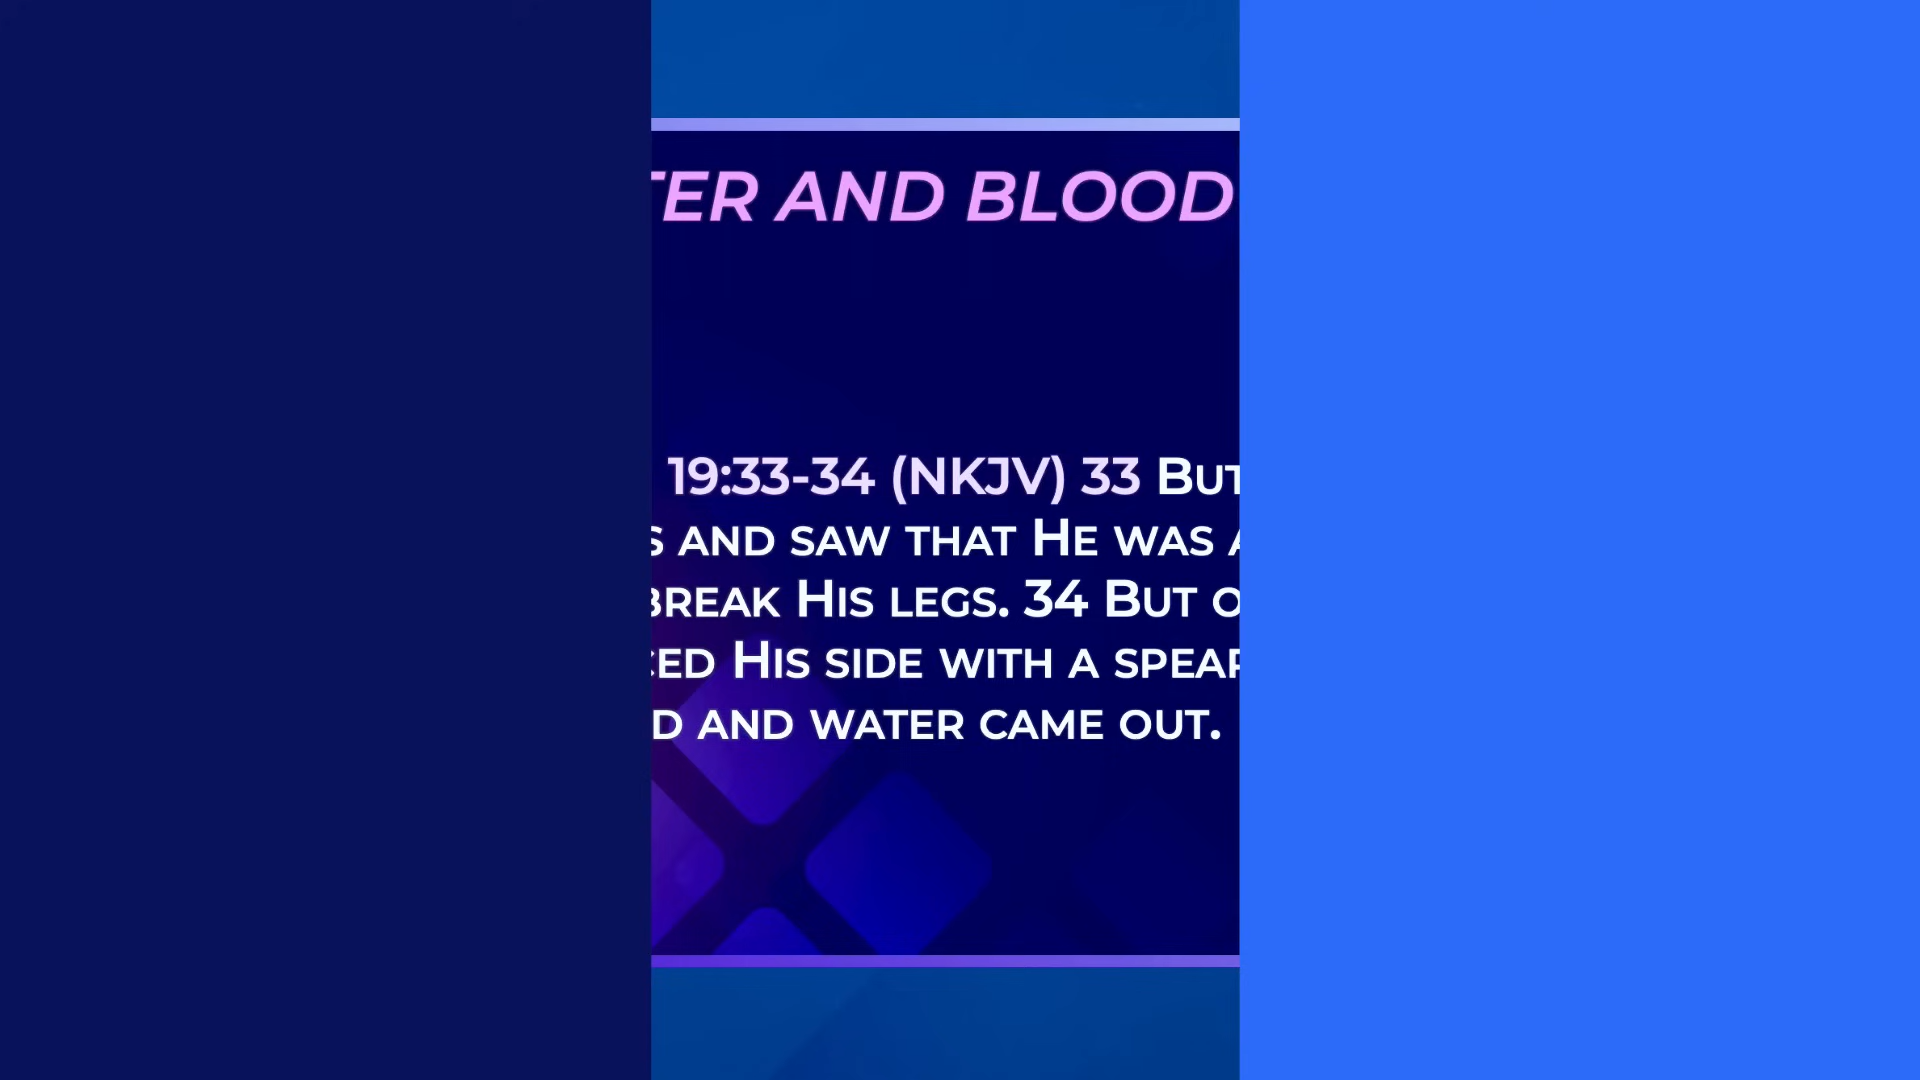 TER AND BLOOD
19:33-34 (NKJV) 33 But
s and saw that He was
break His legs. 34 But o
ced His side with a spear
d and water came out.